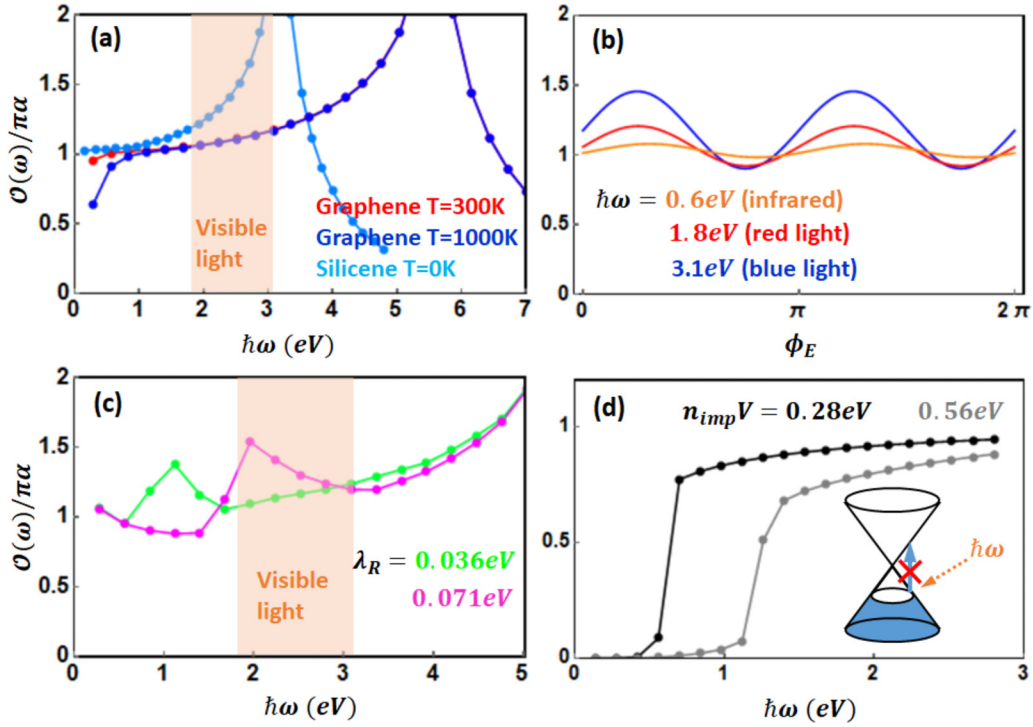 (a)
2
1.5
1
0.5
0
0 1 2 3 4 5 6 7
𝒪(ω)/πα
ħω (eV)
Visible
light
Graphene T=300K
Graphene T=1000K
Silicene T=0K
(b)
2
1.5
1
0.5
0
0 π 2 π
ϕ_E
ħω = 0.6eV (infrared)
1.8eV (red light)
3.1eV (blue light)
(c)
2
1.5
1
0.5
0
0 1 2 3 4 5
𝒪(ω)/πα
ħω (eV)
Visible
light
λ_R = 0.036eV
0.071eV
(d)
n_imp V = 0.28eV 0.56eV
1
0.5
0
0 1 2 3
ħω
ħω (eV)